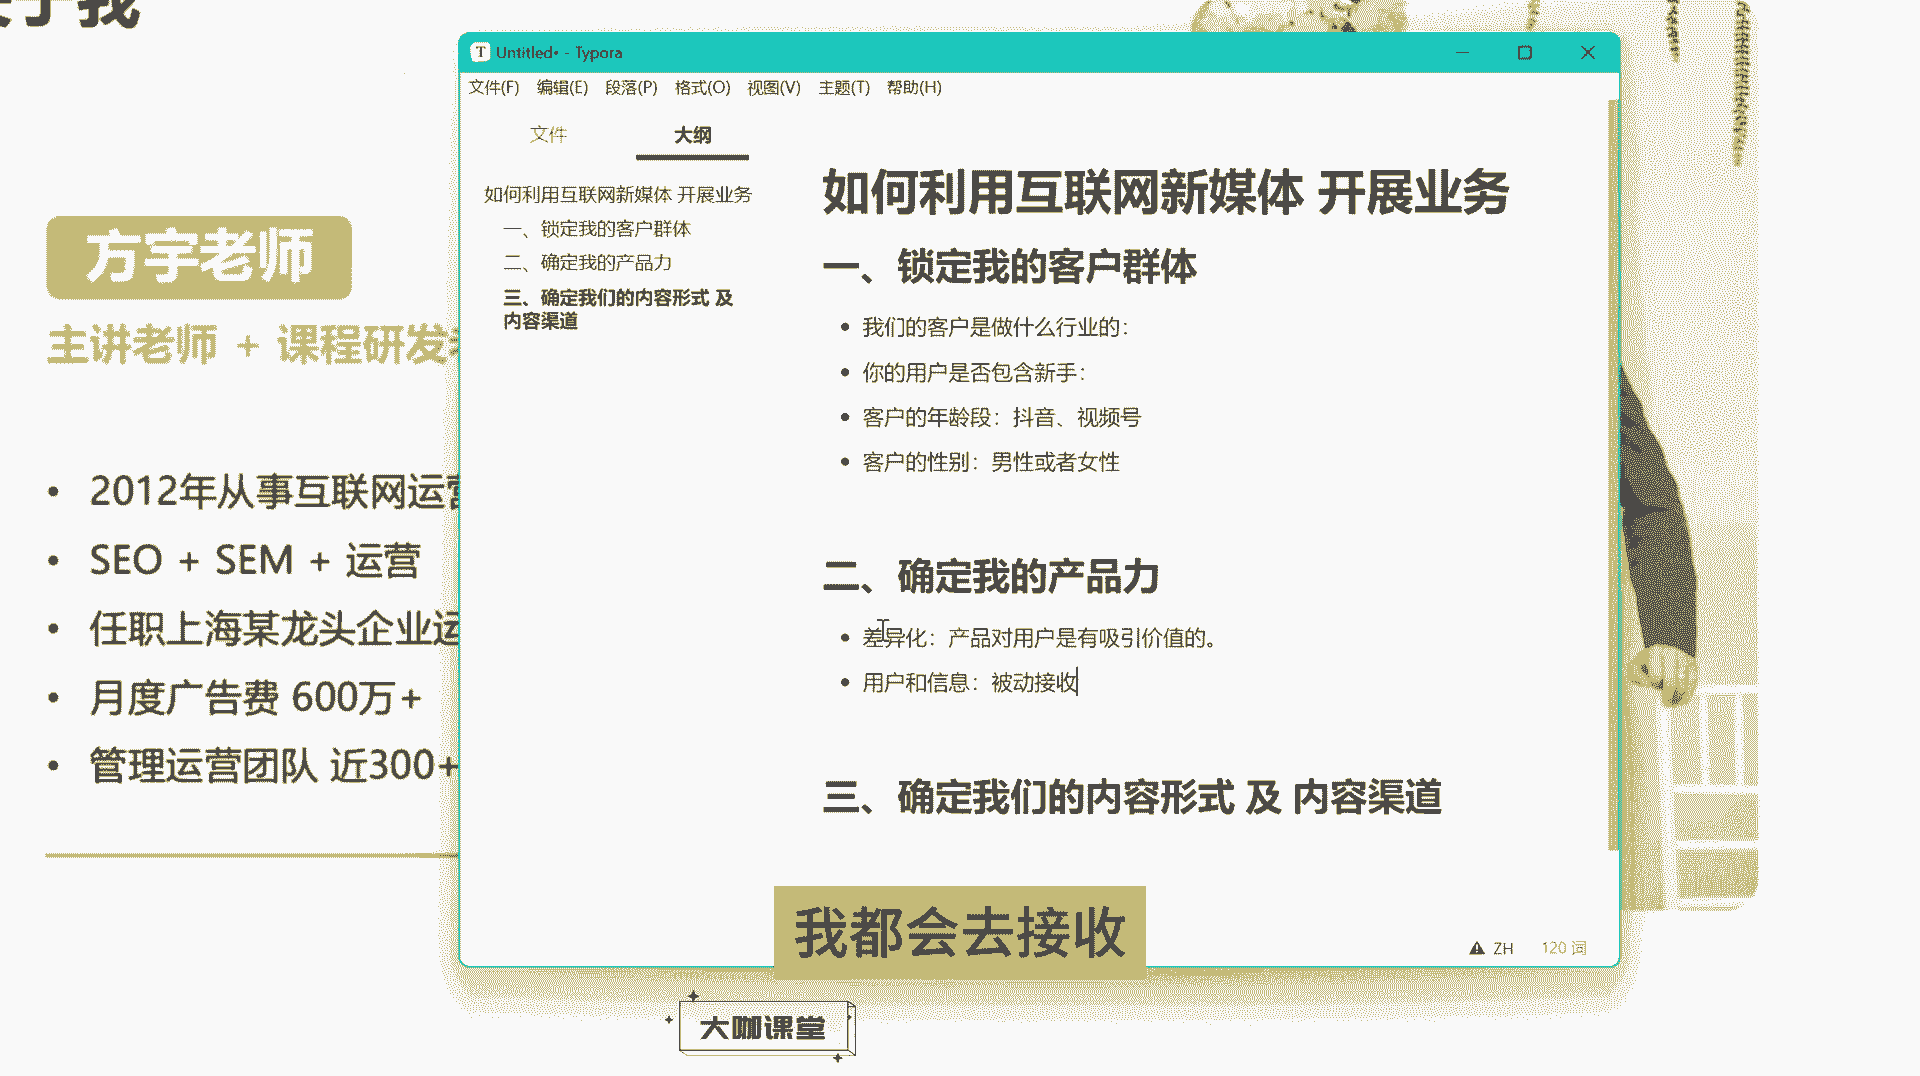 Untitled• - Typora
文件(F) 编辑(E) 段落(P) 格式(O) 视图(V) 主题(T) 帮助(H)
文件 大纲
如何利用互联网新媒体 开展业务
一、锁定我的客户群体
二、确定我的产品力
三、确定我们的内容形式 及
内容渠道
如何利用互联网新媒体 开展业务
一、锁定我的客户群体
• 我们的客户是做什么行业的：
• 你的用户是否包含新手：
• 客户的年龄段：抖音、视频号
• 客户的性别：男性或者女性
二、确定我的产品力
• 差异化：产品对用户是有吸引价值的。
• 用户和信息：被动接收
三、确定我们的内容形式 及 内容渠道
ZH 120 词
方宇老师
主讲老师 + 课程研发
• 2012年从事互联网运营
• SEO + SEM + 运营
• 任职上海某龙头企业运
• 月度广告费 600万+
• 管理运营团队 近300+
我都会去接收
大咖课堂